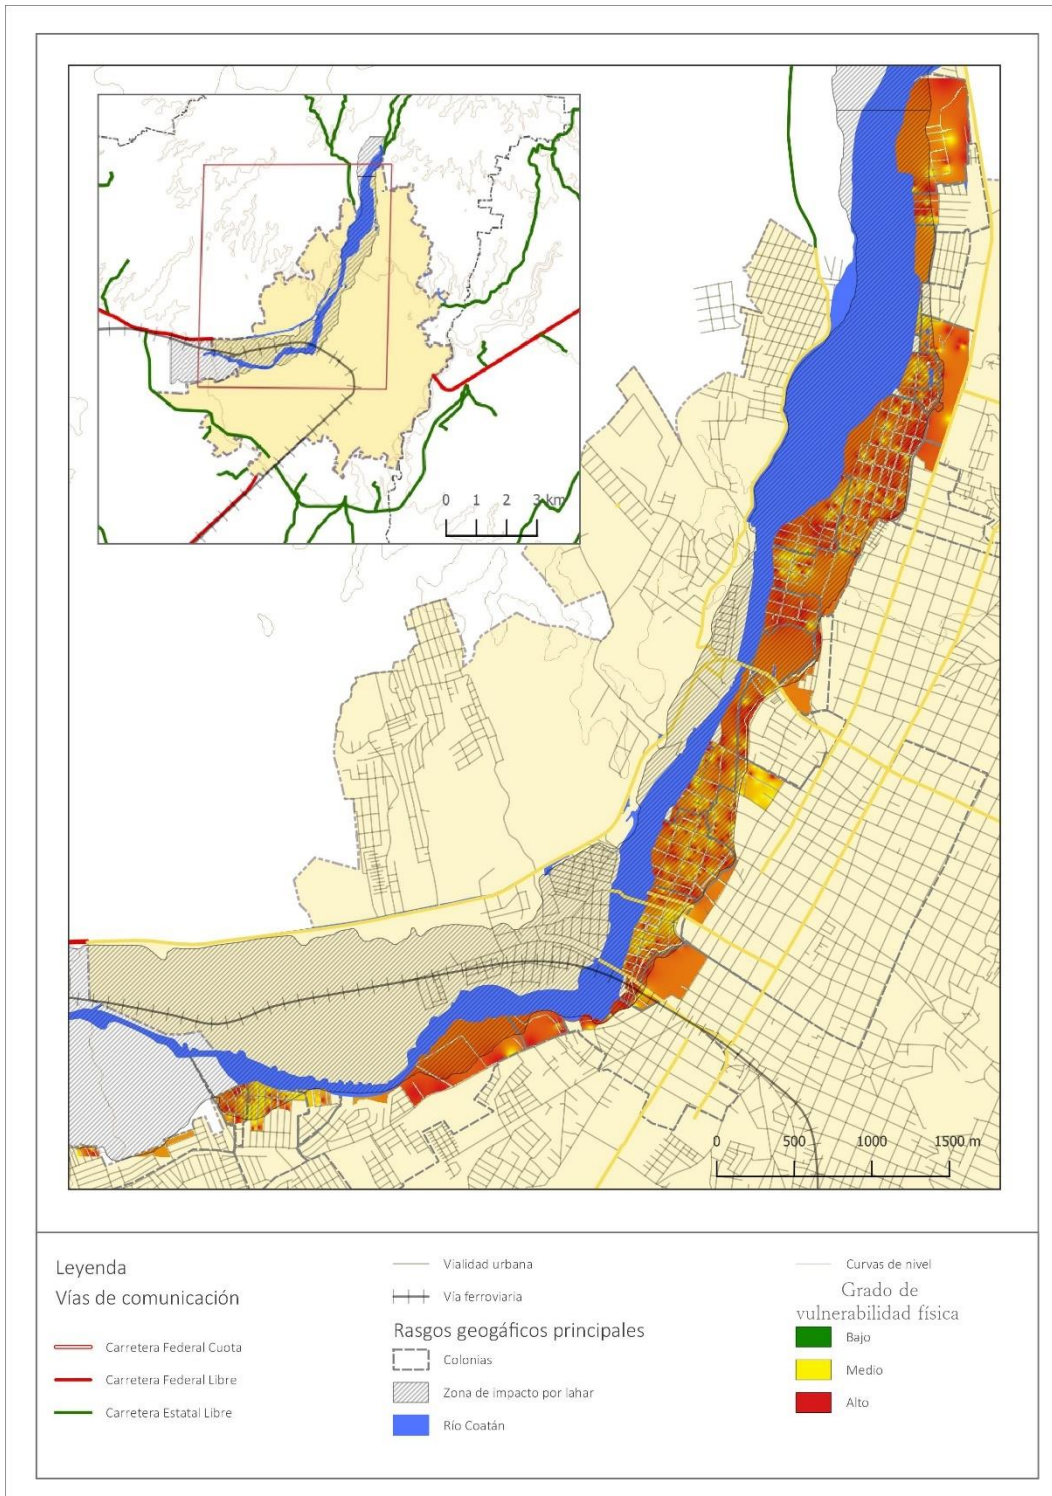 0 1 2 3 km
0 500 1000 1500 m
Leyenda
Vías de comunicación
Carretera Federal Cuota
Carretera Federal Libre
Carretera Estatal Libre
Vialidad urbana
Vía ferroviaria
Rasgos geogáficos principales
Colonias
Zona de impacto por lahar
Río Coatán
Curvas de nivel
Grado de
vulnerabilidad física
Bajo
Medio
Alto